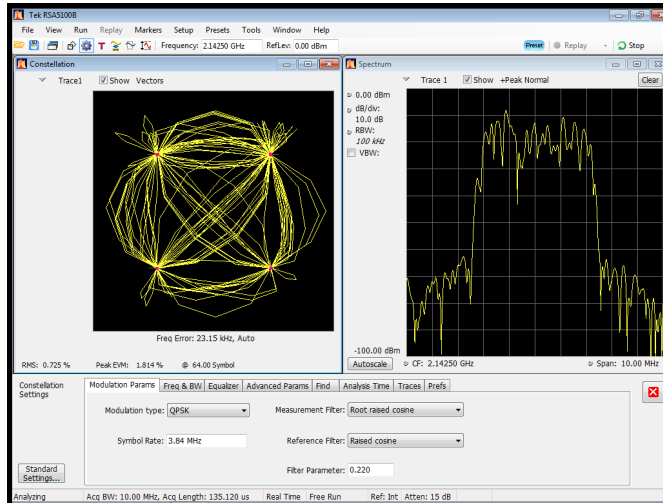 Tek RSA5100B
File View Run Replay Markers Setup Presets Tools Window Help
T Frequency: 2.14250 GHz RefLev: 0.00 dBm Preset Replay Stop
Constellation
Trace1 Show Vectors
Freq Error: 23.15 kHz, Auto
RMS: 0.725 % Peak EVM: 1.814 % @ 64.00 Symbol
Spectrum
Trace 1 Show +Peak Normal Clear
0.00 dBm
dB/div:
10.0 dB
RBW:
100 kHz
VBW:
-100.00 dBm
Autoscale CF: 2.14250 GHz Span: 10.00 MHz
Constellation
Settings
Modulation Params Freq & BW Equalizer Advanced Params Find Analysis Time Traces Prefs
Modulation type: QPSK Measurement Filter: Root raised cosine
Symbol Rate: 3.84 MHz Reference Filter: Raised cosine
Filter Parameter: 0.220
Standard
Settings...
Analyzing Acq BW: 10.00 MHz, Acq Length: 135.120 us Real Time Free Run Ref: Int Atten: 15 dB